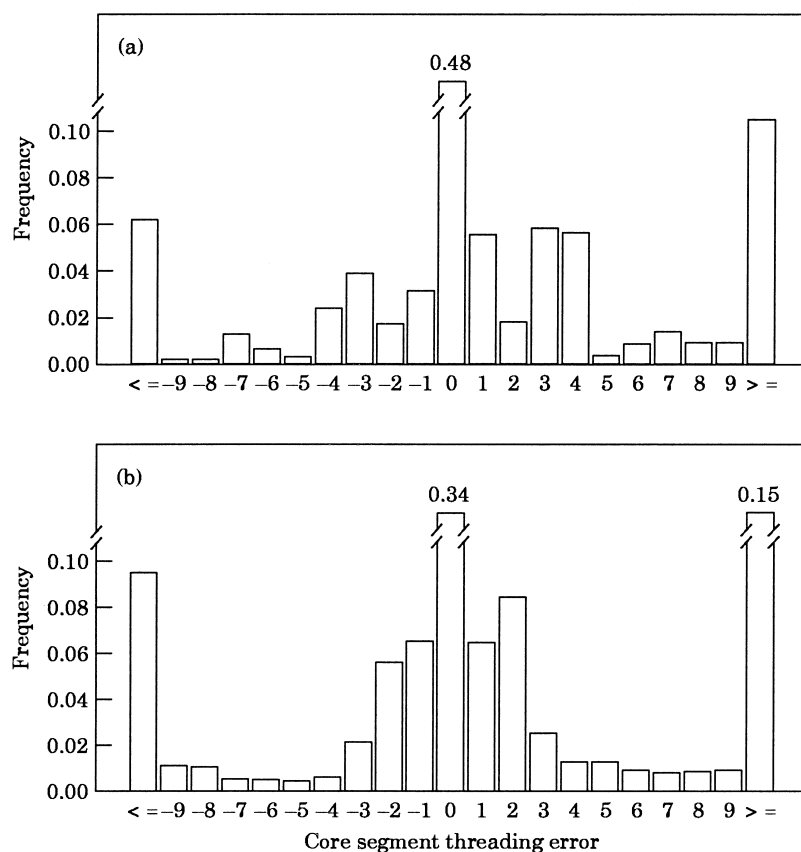 (a)
0.48
Frequency
0.10
0.08
0.06
0.04
0.02
0.00
< = −9 −8 −7 −6 −5 −4 −3 −2 −1 0 1 2 3 4 5 6 7 8 9 > =
(b)
0.34 0.15
Frequency
0.10
0.08
0.06
0.04
0.02
0.00
< = −9 −8 −7 −6 −5 −4 −3 −2 −1 0 1 2 3 4 5 6 7 8 9 > =
Core segment threading error